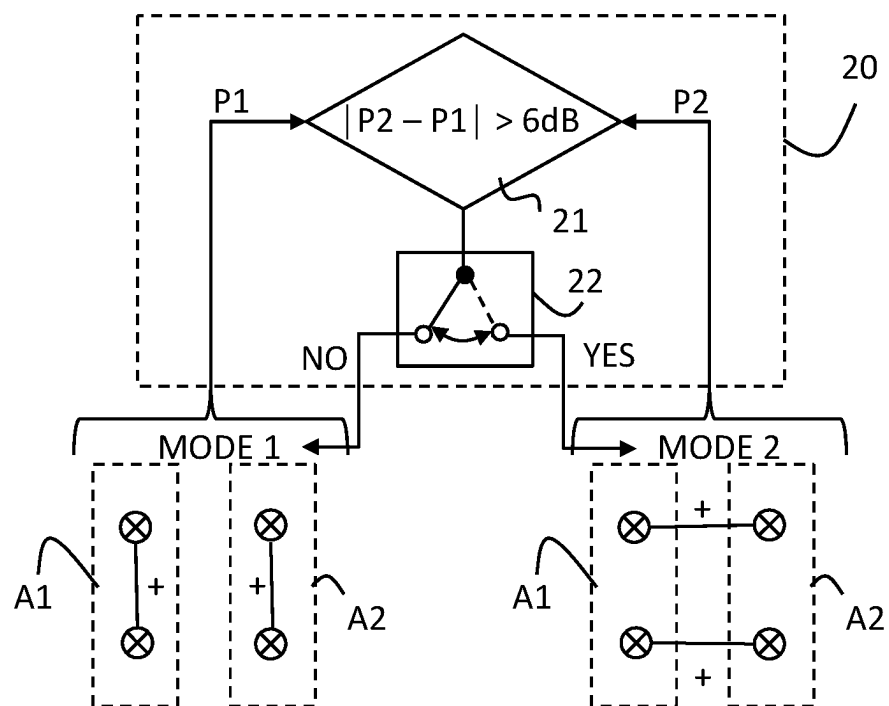 20
P1
|P2 – P1| > 6dB
P2
21
22
NO
YES
MODE 1
MODE 2
+
+
+
+
A1
A2
A1
A2